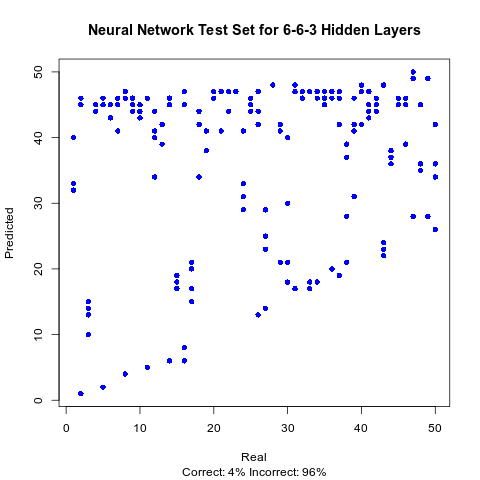 Neural Network Test Set for 6-6-3 Hidden Layers
Predicted
50
40
30
20
10
0
0 10 20 30 40 50
Real
Correct: 4% Incorrect: 96%